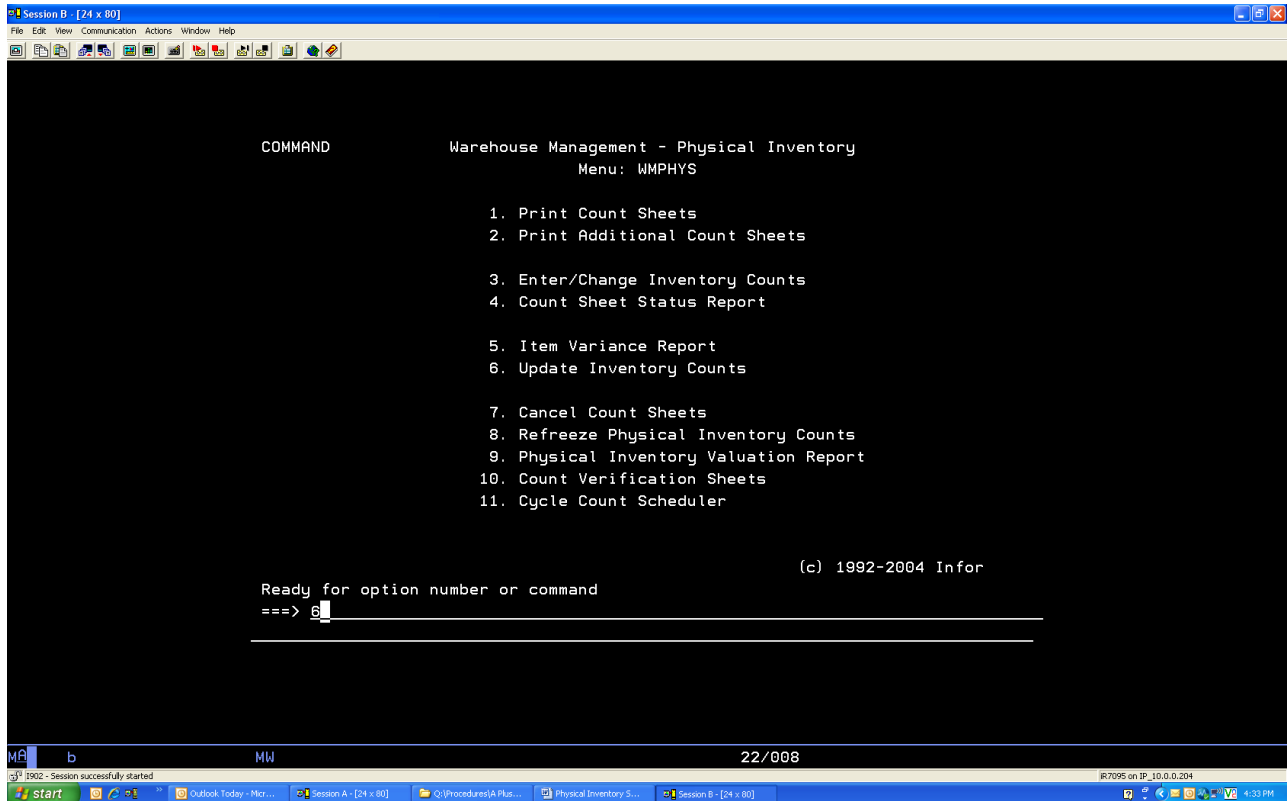 Session B - [24 x 80]
File Edit View Communication Actions Window Help
COMMAND Warehouse Management - Physical Inventory
Menu: WMPHYS
1. Print Count Sheets
2. Print Additional Count Sheets
3. Enter/Change Inventory Counts
4. Count Sheet Status Report
5. Item Variance Report
6. Update Inventory Counts
7. Cancel Count Sheets
8. Refreeze Physical Inventory Counts
9. Physical Inventory Valuation Report
10. Count Verification Sheets
11. Cycle Count Scheduler
(c) 1992-2004 Infor
Ready for option number or command
===> 6
MA b MW 22/008
I902 - Session successfully started iR7095 on IP_10.0.0.204
start Outlook Today - Micr... Session A - [24 x 80] Q:\Procedures\A Plus... Physical Inventory S... Session B - [24 x 80] 4:33 PM